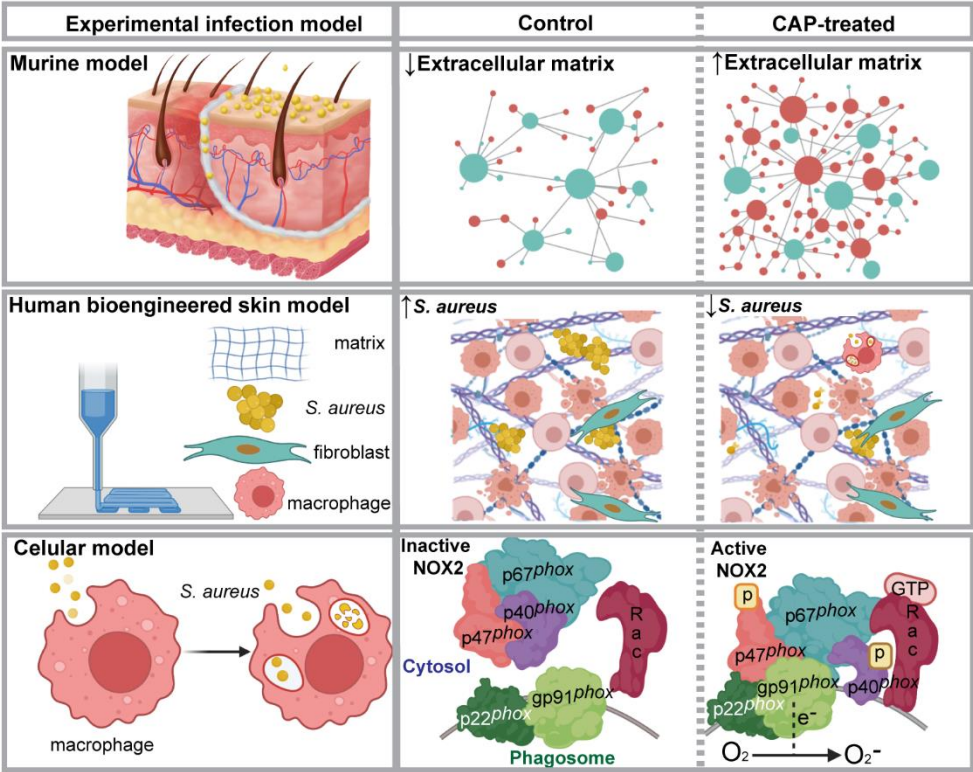 Experimental infection model
Control
CAP-treated
Murine model
↓Extracellular matrix
↑Extracellular matrix
Human bioengineered skin model
matrix
S. aureus
fibroblast
macrophage
↑S. aureus
↓S. aureus
Cellular model
S. aureus
macrophage
Inactive
NOX2
p67phox
p40phox
p47phox
Rac
Cytosol
gp91phox
p22phox
Phagosome
Active
NOX2
GTP
p
p67phox
Rac
p
p47phox
gp91phox
p40phox
p22phox
e-
O2
O2-